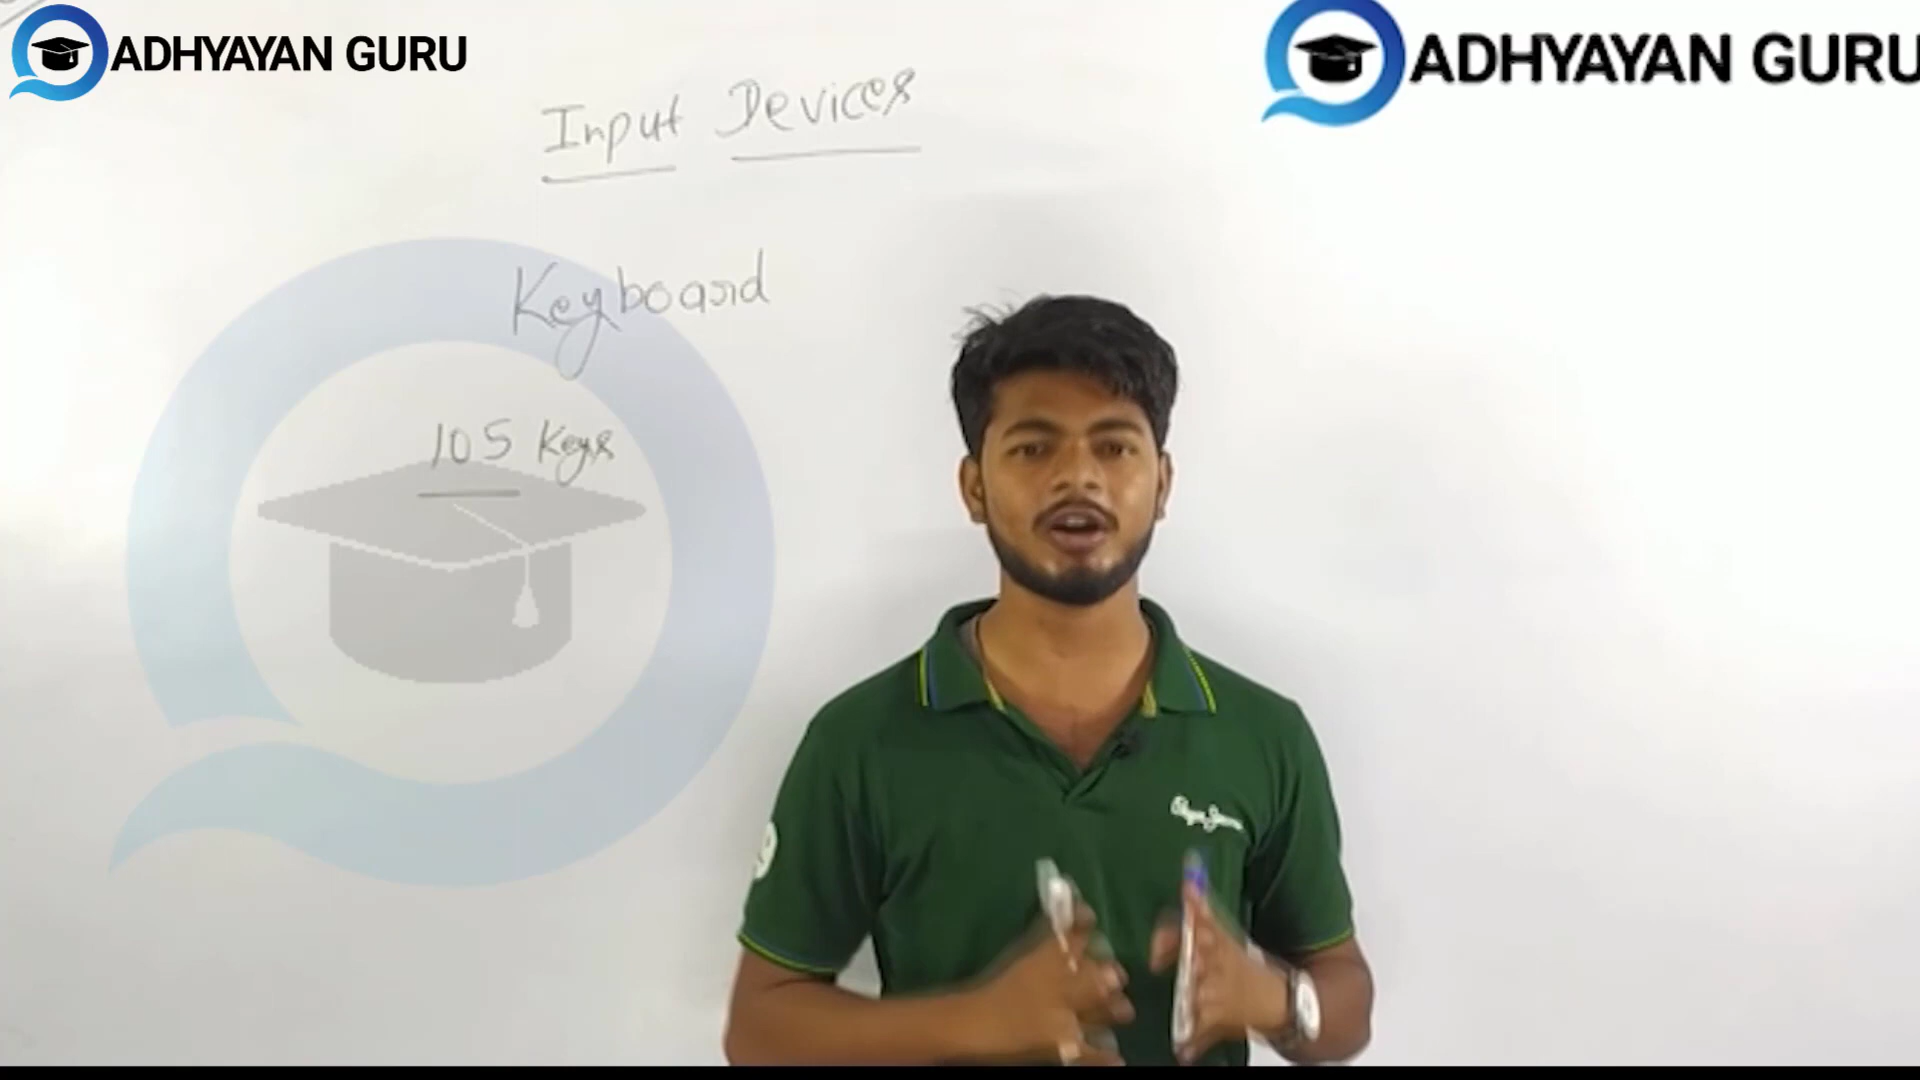 ADHYAYAN GURU
ADHYAYAN GURU
Input Devices
Keyboard
105 Keys